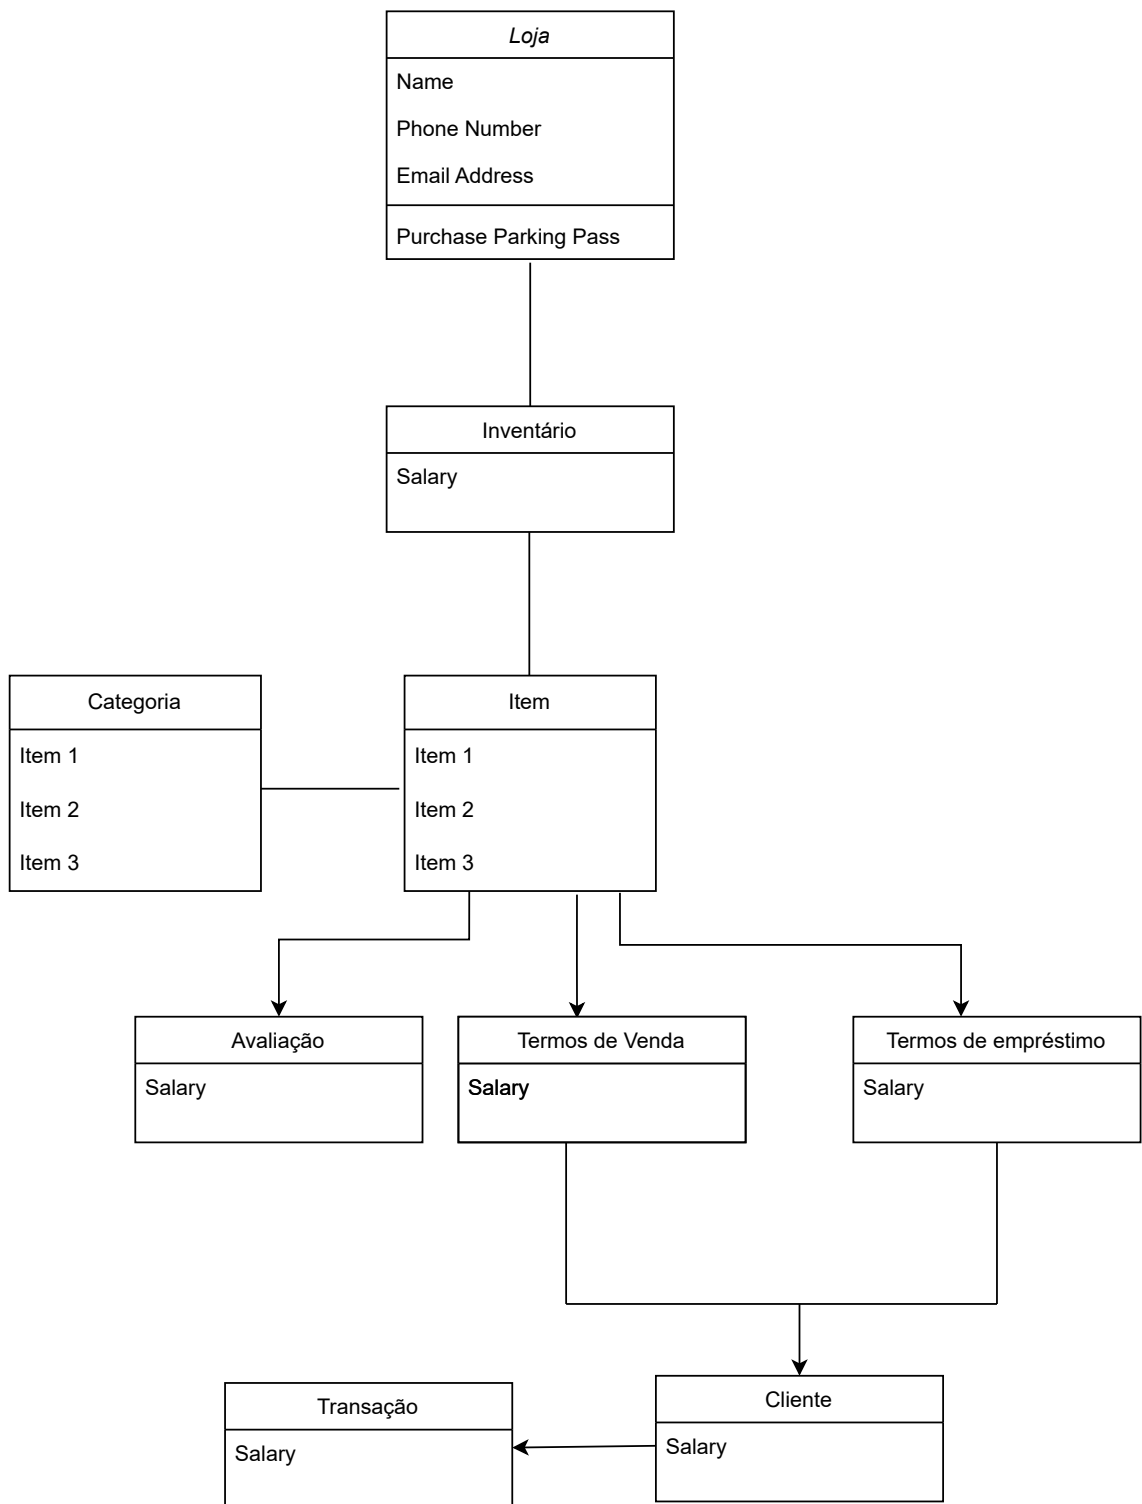 Loja
Name
Phone Number
Email Address
Purchase Parking Pass
Inventário
Salary
Categoria
Item 1
Item 2
Item 3
Item
Item 1
Item 2
Item 3
Avaliação
Salary
Termos de Venda
Salary
Termos de empréstimo
Salary
Transação
Salary
Cliente
Salary